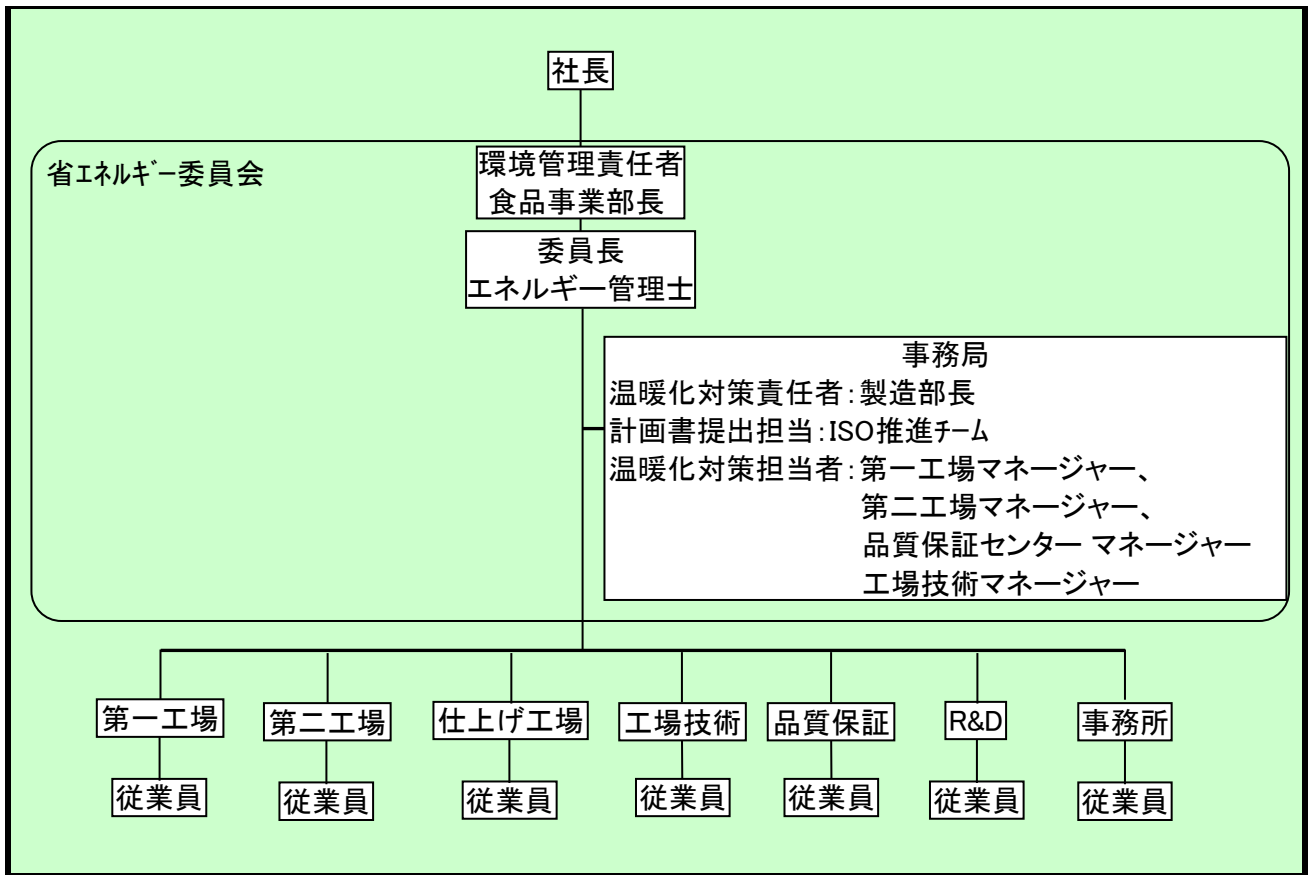 社長
省エネルギー委員会
環境管理責任者
食品事業部長
委員長
エネルギー管理士
事務局
温暖化対策責任者：製造部長
計画書提出担当：ISO推進チーム
温暖化対策担当者：第一工場マネージャー、
第二工場マネージャー、
品質保証センター マネージャー
工場技術マネージャー
第一工場 第二工場 仕上げ工場 工場技術 品質保証 R&D 事務所
従業員 従業員 従業員 従業員 従業員 従業員 従業員